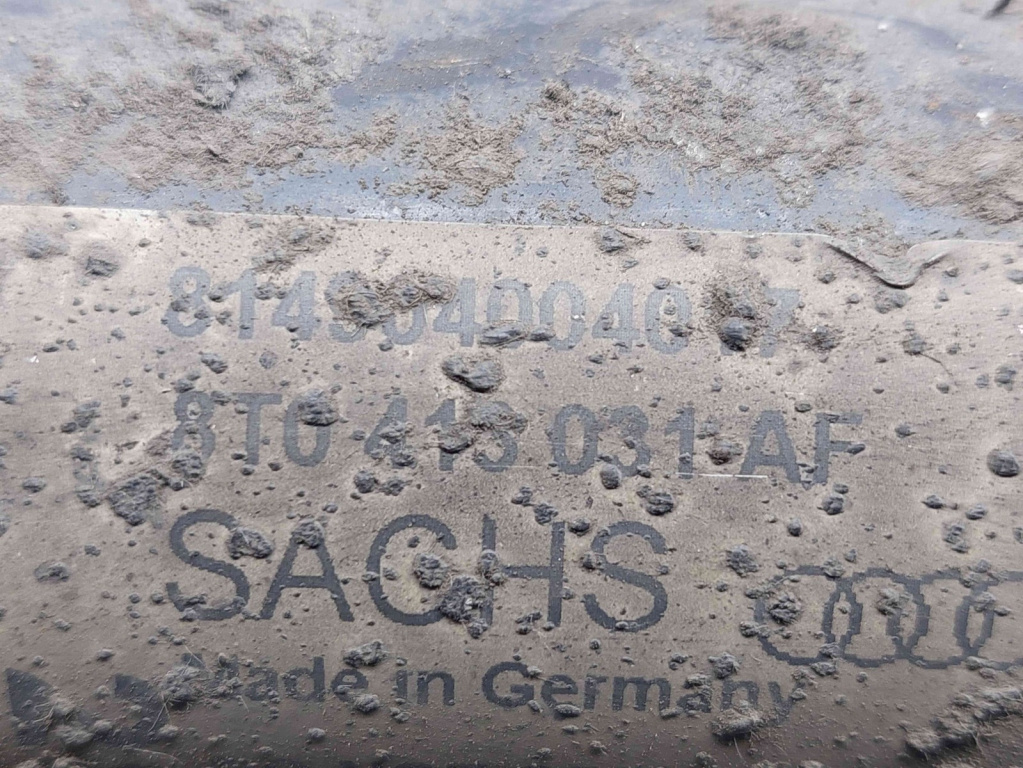 8T0 413 031 AF
SACHS
Made in Germany